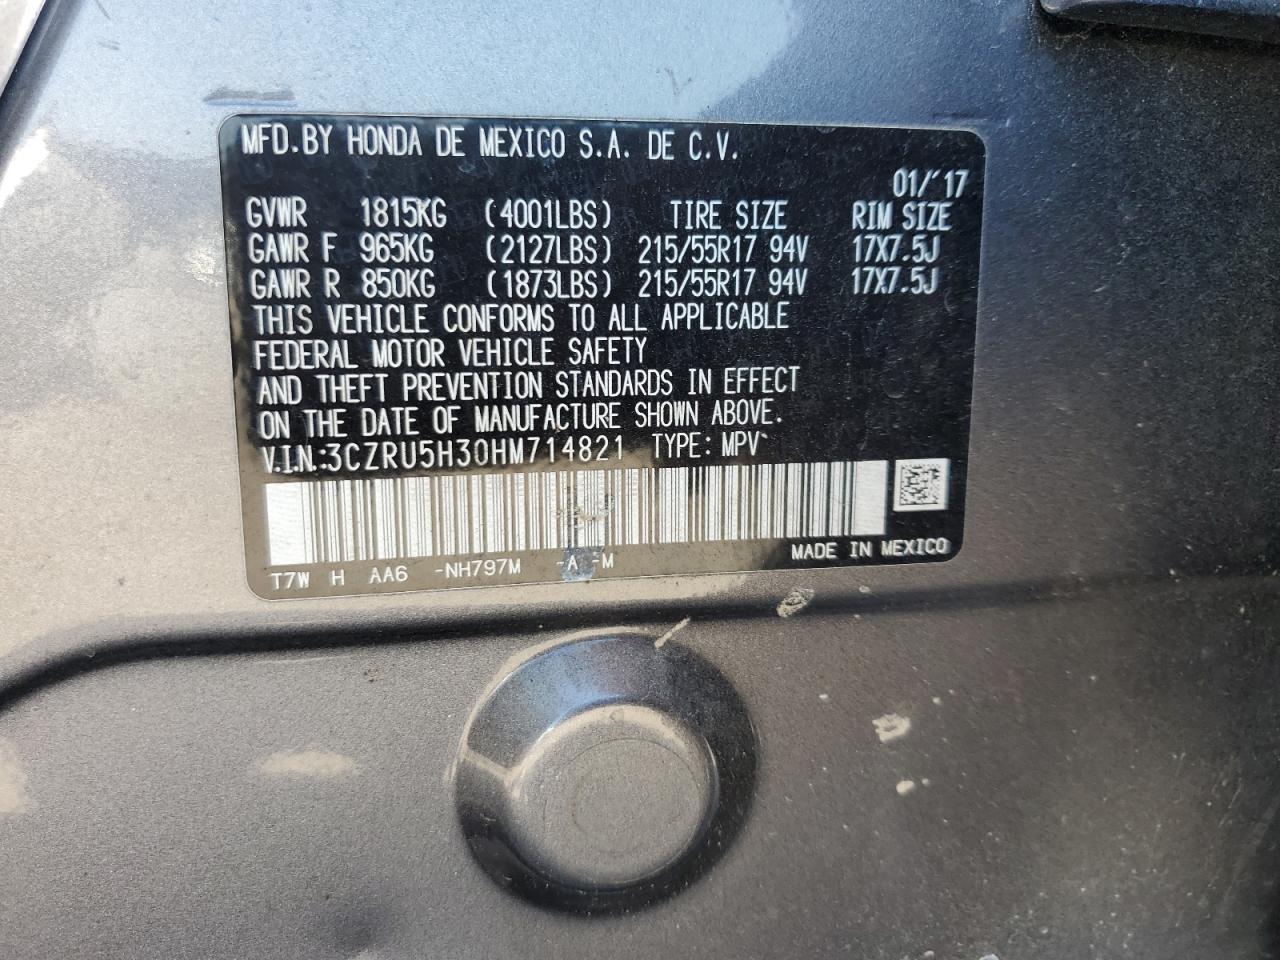 MFD.BY HONDA DE MEXICO S.A. DE C.V.
01/'17
GVWR 1815KG (4001LBS) TIRE SIZE RIM SIZE
GAWR F 965KG (2127LBS) 215/55R17 94V 17X7.5J
GAWR R 850KG (1873LBS) 215/55R17 94V 17X7.5J
THIS VEHICLE CONFORMS TO ALL APPLICABLE
FEDERAL MOTOR VEHICLE SAFETY
AND THEFT PREVENTION STANDARDS IN EFFECT
ON THE DATE OF MANUFACTURE SHOWN ABOVE.
V.I.N.:3CZRU5H30HM714821 TYPE: MPV
T7W H AA6 -NH797M -A -M MADE IN MEXICO